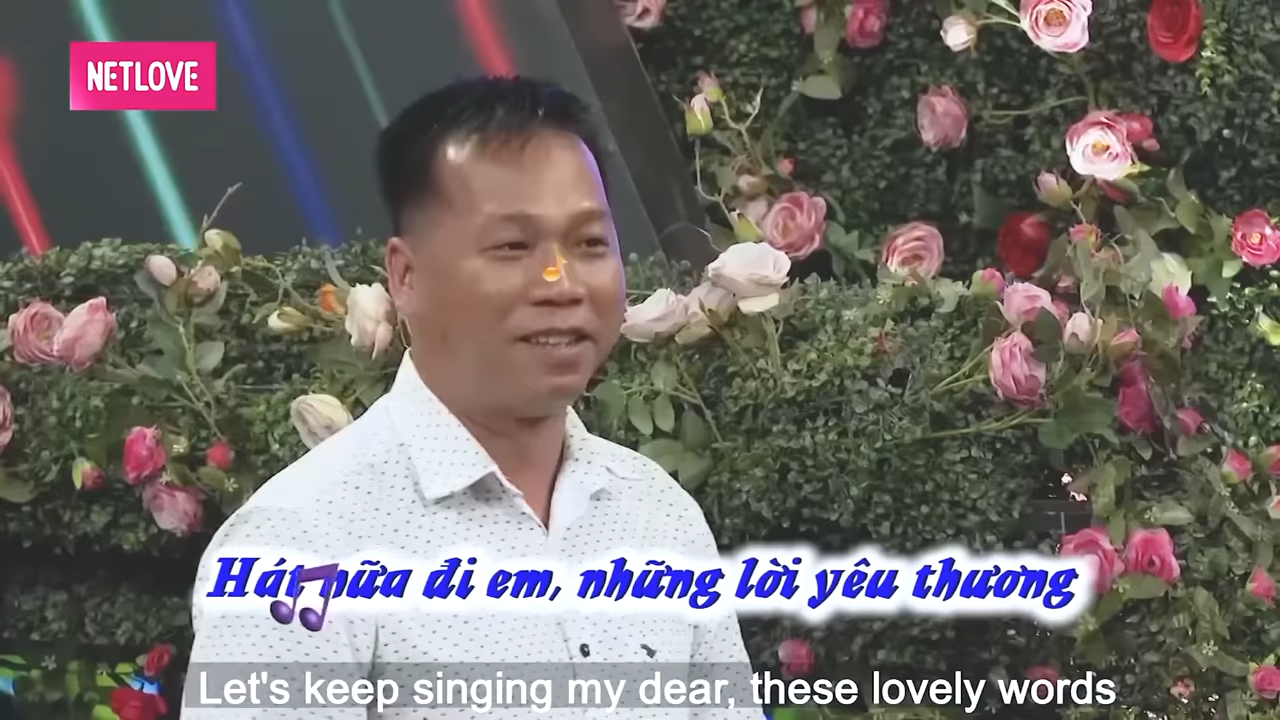 NETLOVE
Hát nữa đi em, những lời yêu thương
Let's keep singing my dear, these lovely words